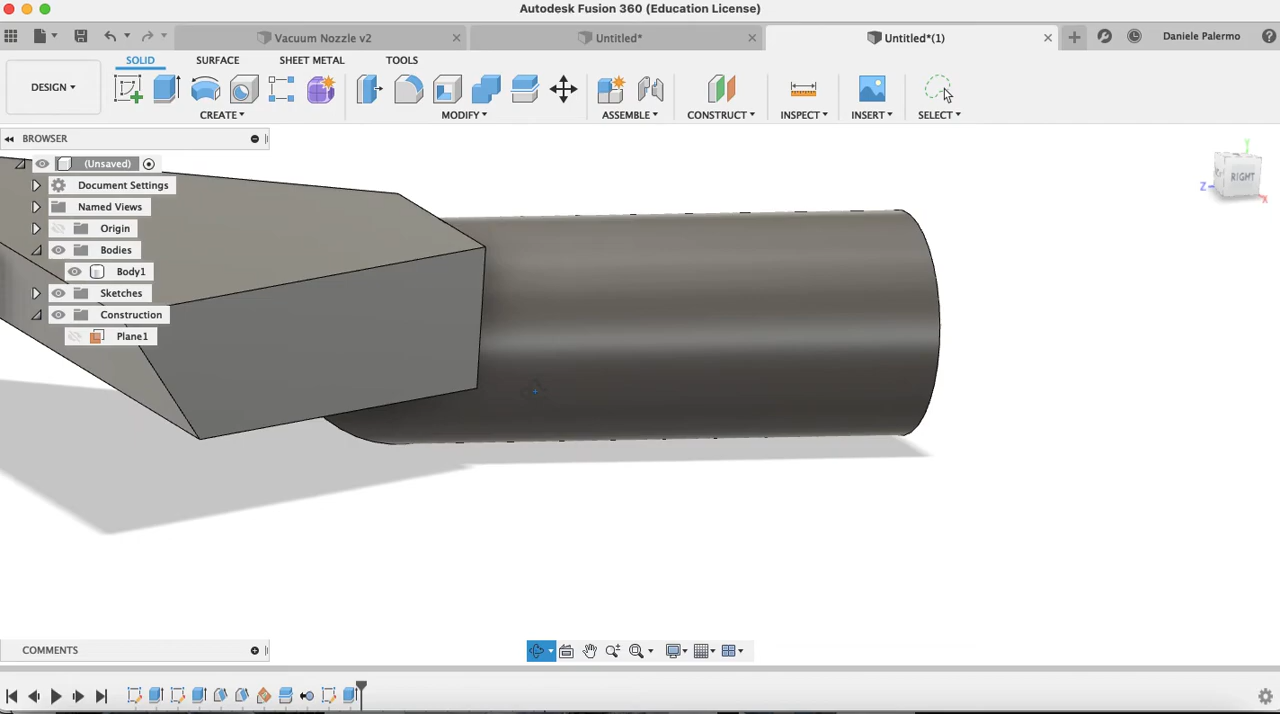 Autodesk Fusion 360 (Education License)
Vacuum Nozzle v2
Untitled*
Untitled*(1)
Daniele Palermo
DESIGN
SOLID
SURFACE
SHEET METAL
TOOLS
CREATE
MODIFY
ASSEMBLE
CONSTRUCT
INSPECT
INSERT
SELECT
BROWSER
(Unsaved)
Document Settings
Named Views
Origin
Bodies
Body1
Sketches
Construction
Plane1
Y
Z
X
RIGHT
COMMENTS